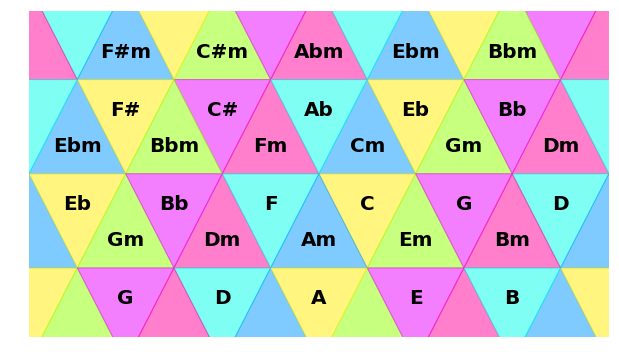 F#m C#m Abm Ebm Bbm
F# C# Ab Eb Bb
Ebm Bbm Fm Cm Gm Dm
Eb Bb F C G D
Gm Dm Am Em Bm
G D A E B